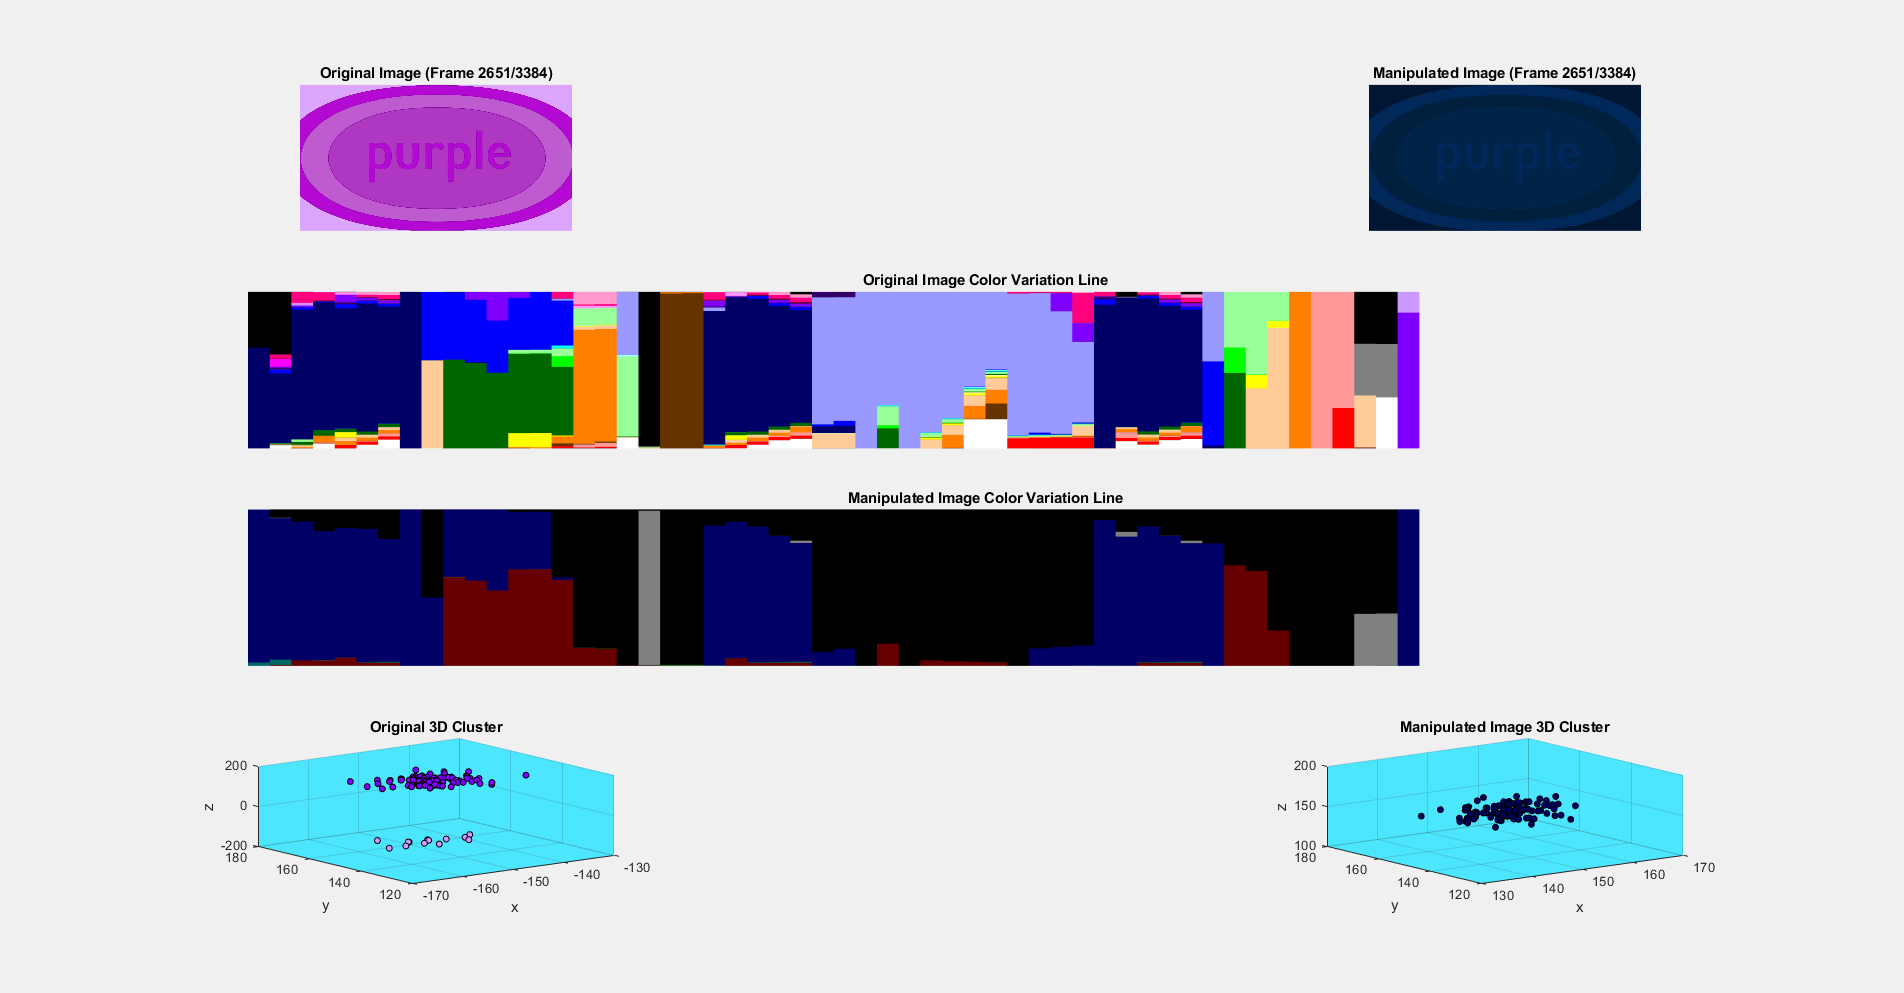 Original Image (Frame 2651/3384)
purple
Manipulated Image (Frame 2651/3384)
purple
Original Image Color Variation Line
Manipulated Image Color Variation Line
Original 3D Cluster
200
0
-200
z
180
160
140
120
y
-170
-160
-150
-140
-130
x
Manipulated Image 3D Cluster
200
150
100
z
180
160
140
120
y
130
140
150
160
170
x